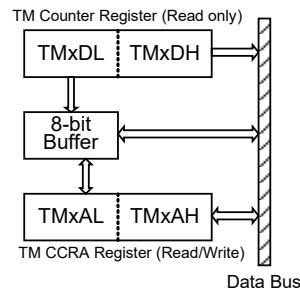 TM Counter Register (Read only)
TMxDL TMxDH
8-bit
Buffer
TMxAL TMxAH
TM CCRA Register (Read/Write)
Data Bus